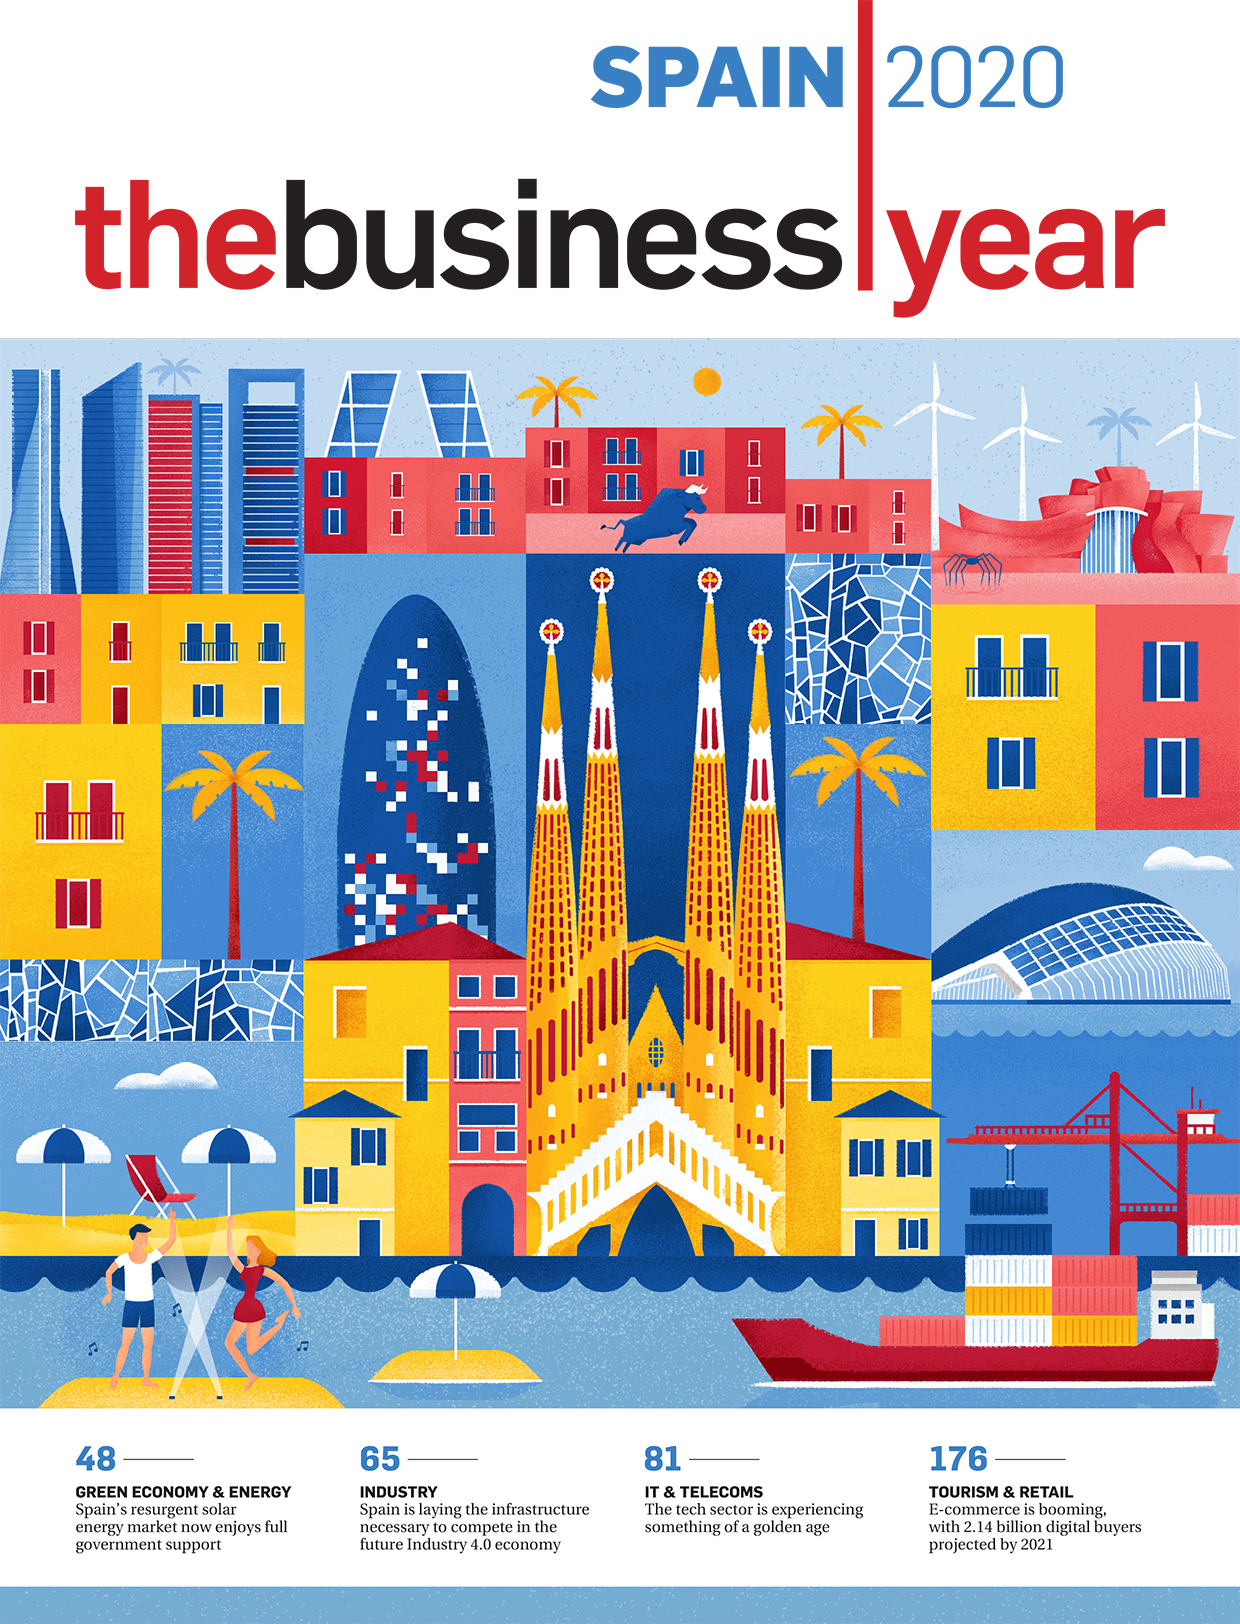 SPAIN 2020
thebusinessyear
48
GREEN ECONOMY & ENERGY
Spain's resurgent solar
energy market now enjoys full
government support
65
INDUSTRY
Spain is laying the infrastructure
necessary to compete in the
future Industry 4.0 economy
81
IT & TELECOMS
The tech sector is experiencing
something of a golden age
176
TOURISM & RETAIL
E-commerce is booming,
with 2.14 billion digital buyers
projected by 2021